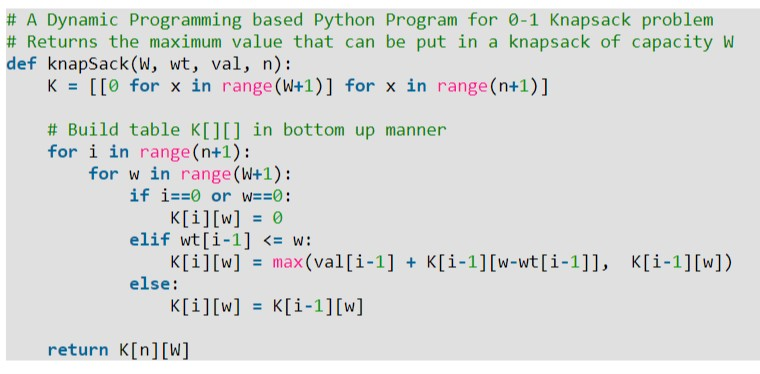 # A Dynamic Programming based Python Program for 0-1 Knapsack problem
# Returns the maximum value that can be put in a knapsack of capacity W
def knapSack(W, wt, val, n):
    K = [[0 for x in range(W+1)] for x in range(n+1)]

    # Build table K[][] in bottom up manner
    for i in range(n+1):
        for w in range(W+1):
            if i==0 or w==0:
                K[i][w] = 0
            elif wt[i-1] <= w:
                K[i][w] = max(val[i-1] + K[i-1][w-wt[i-1]],  K[i-1][w])
            else:
                K[i][w] = K[i-1][w]

    return K[n][W]